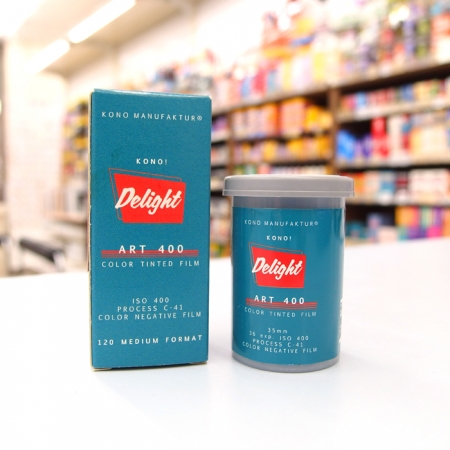 KONO MANUFAKTUR®
KONO!
Delight
ART 400
COLOR TINTED FILM
ISO 400
PROCESS C-41
COLOR NEGATIVE FILM
120 MEDIUM FORMAT
KONO MANUFAKTUR®
KONO!
Delight
ART 400
COLOR TINTED FILM
35mm
36 exp. ISO 400
PROCESS C-41
COLOR NEGATIVE FILM